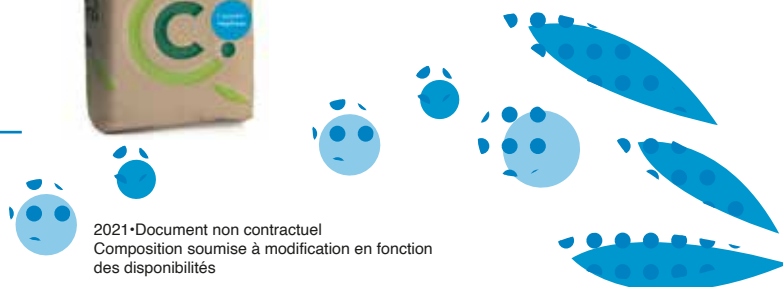 2021•Document non contractuel
Composition soumise à modification en fonction
des disponibilités